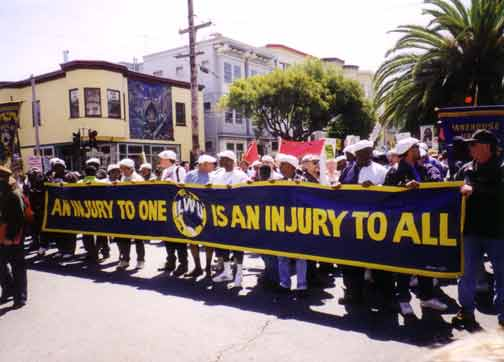 AN INJURY TO ONE ILWU IS AN INJURY TO ALL